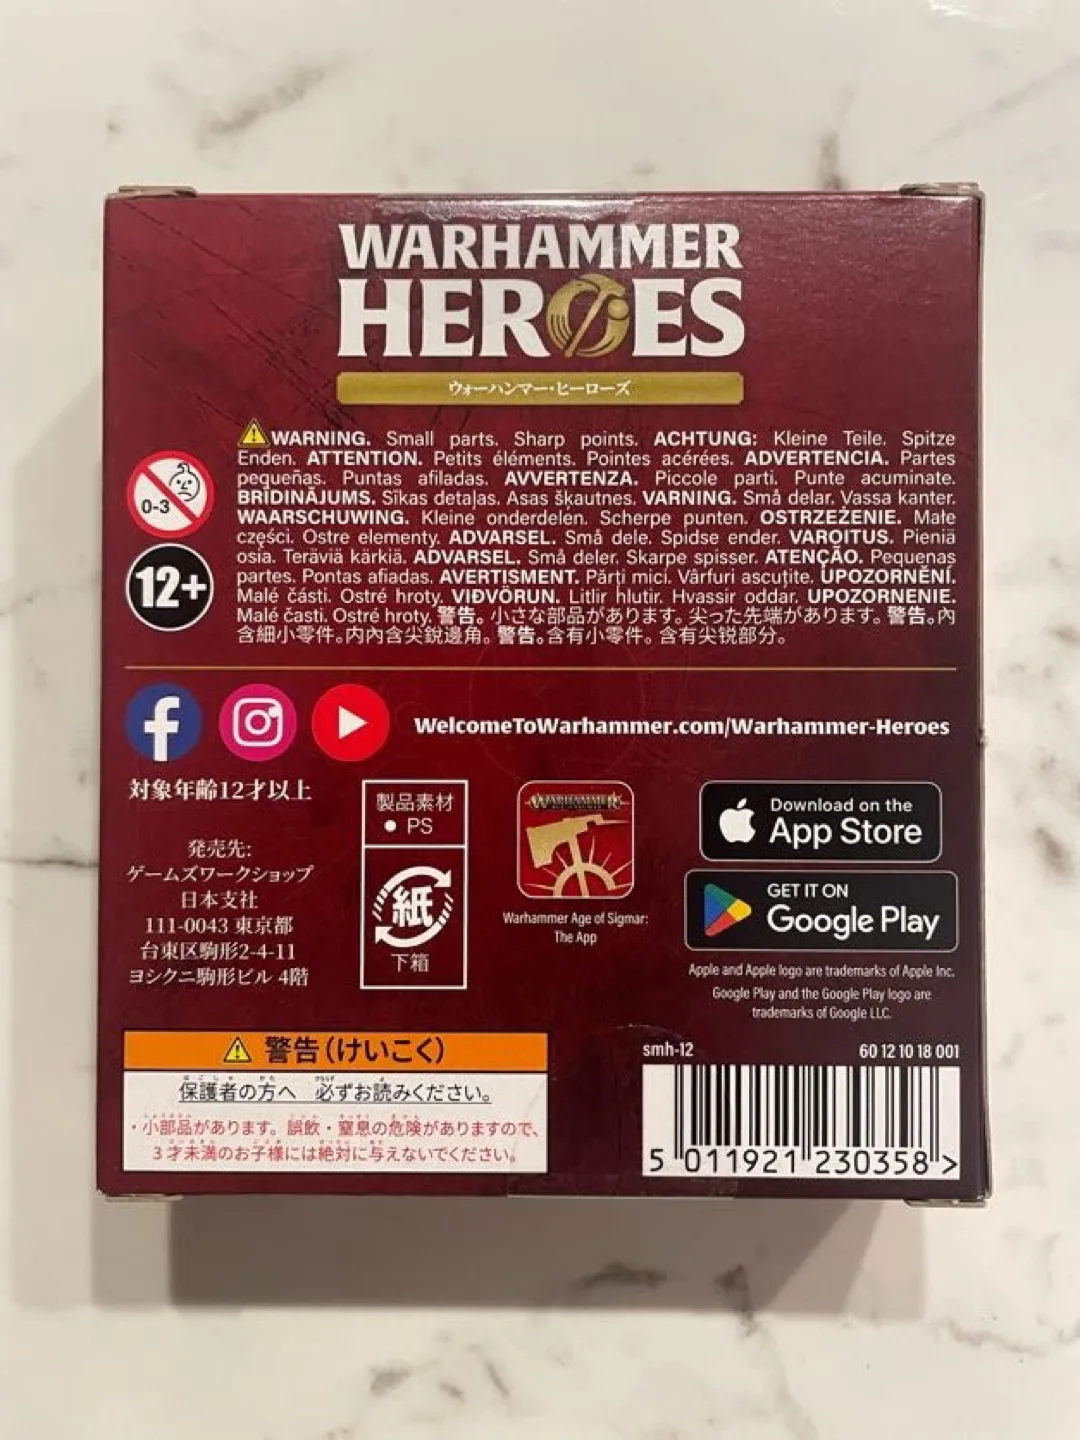 WARHAMMER
HEROES
ウォーハンマー・ヒーローズ
WARNING. Small parts. Sharp points. ACHTUNG: Kleine Teile. Spitze
Enden. ATTENTION. Petits éléments. Pointes acérées. ADVERTENCIA. Partes
pequeñas. Puntas afiladas. AVVERTENZA. Piccole parti. Punte acuminate.
BRĪDINĀJUMS. Sīkas detaļas. Asas šķautnes. VARNING. Små delar. Vassa kanter.
WAARSCHUWING. Kleine onderdelen. Scherpe punten. OSTRZEŻENIE. Małe
części. Ostre elementy. ADVARSEL. Små dele. Spidse ender. VAROITUS. Pieniä
osia. Teräviä kärkiä. ADVARSEL. Små deler. Skarpe spisser. ATENÇÃO. Pequenas
partes. Pontas afiadas. AVERTISMENT. Părți mici. Vârfuri ascuțite. UPOZORNĚNÍ.
Malé části. Ostré hroty. VIÐVÖRUN. Litlir hlutir. Hvassir oddar. UPOZORNENIE.
Malé časti. Ostré hroty. 警告。小さな部品があります。尖った先端があります。警告。內
含細小零件。内內含尖銳邊角。警告。含有小零件。含有尖锐部分。
0-3
12+
WelcomeToWarhammer.com/Warhammer-Heroes
対象年齢12才以上
発売先:
ゲームズワークショップ
日本支社
111-0043 東京都
台東区駒形2-4-11
ヨシクニ駒形ビル 4階
製品素材
● PS
紙
下箱
WARHAMMER
Warhammer Age of Sigmar:
The App
Download on the
App Store
GET IT ON
Google Play
Apple and Apple logo are trademarks of Apple Inc.
Google Play and the Google Play logo are
trademarks of Google LLC.
警告(けいこく)
保護者の方へ 必ずお読みください。
・小部品があります。誤飲・窒息の危険がありますので、
3才未満のお子様には絶対に与えないでください。
smh-12 60 12 10 18 001
5 011921 230358 >